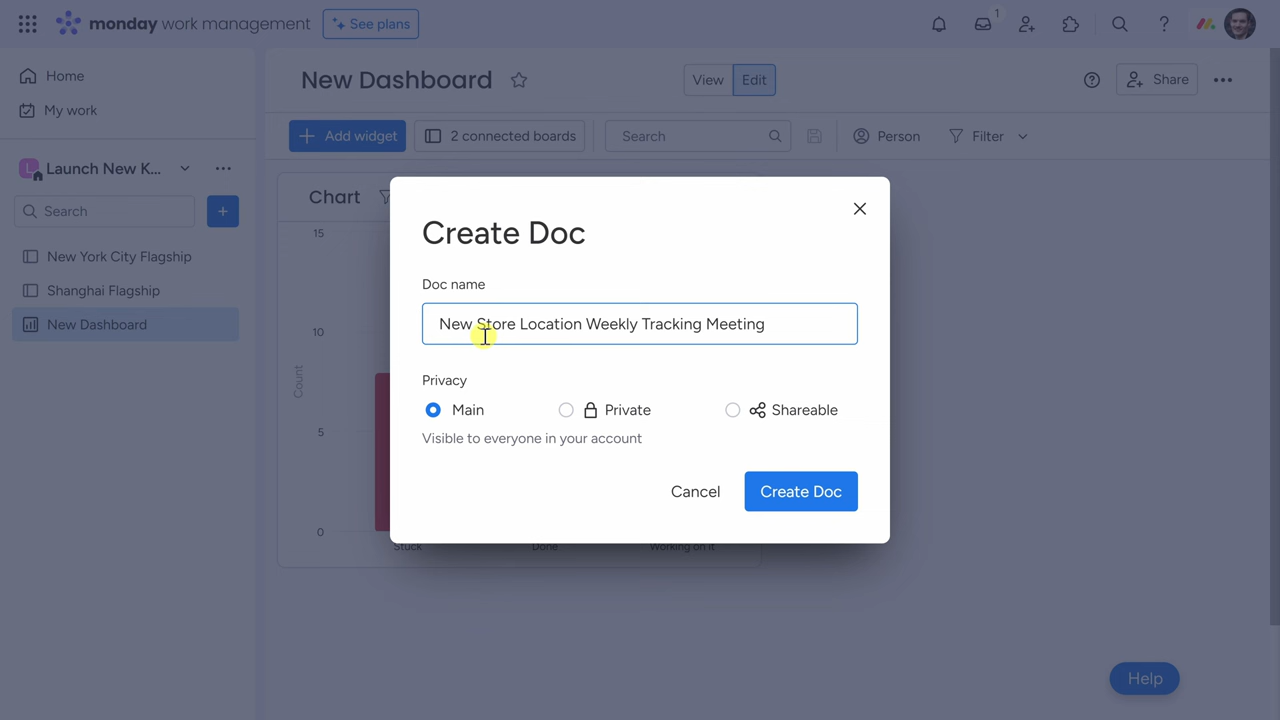 monday work management
See plans
1
Home
My work
Launch New K...
Search
New York City Flagship
Shanghai Flagship
New Dashboard
New Dashboard
View
Edit
Share
Add widget
2 connected boards
Search
Person
Filter
Chart
15
10
5
0
Count
Stuck
Done
Working on it
Create Doc
Doc name
New Store Location Weekly Tracking Meeting
Privacy
Main
Private
Shareable
Visible to everyone in your account
Cancel
Create Doc
Help